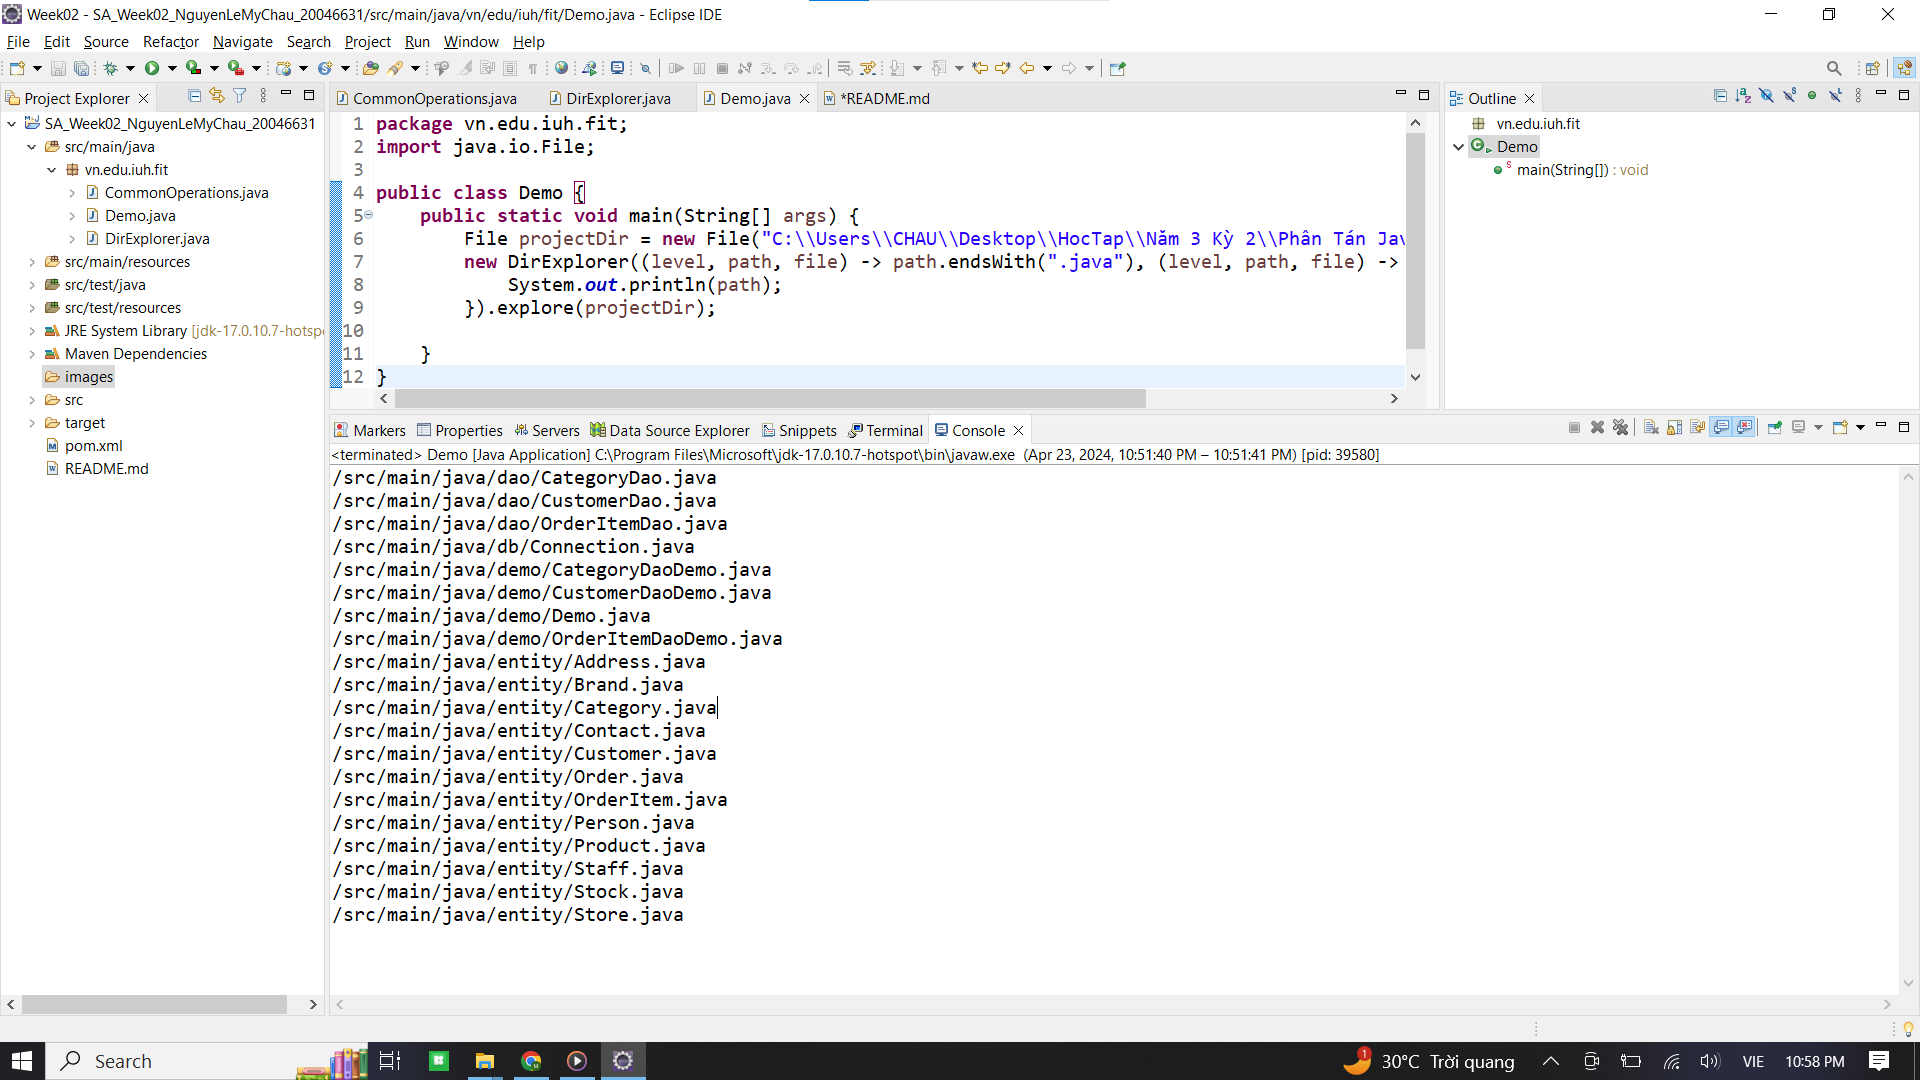 Week02 - SA_Week02_NguyenLeMyChau_20046631/src/main/java/vn/edu/iuh/fit/Demo.java - Eclipse IDE
File Edit Source Refactor Navigate Search Project Run Window Help
Project Explorer
SA_Week02_NguyenLeMyChau_20046631
src/main/java
vn.edu.iuh.fit
CommonOperations.java
Demo.java
DirExplorer.java
src/main/resources
src/test/java
src/test/resources
JRE System Library [jdk-17.0.10.7-hotsp
Maven Dependencies
images
src
target
pom.xml
README.md
CommonOperations.java DirExplorer.java Demo.java *README.md
1 package vn.edu.iuh.fit;
2 import java.io.File;
3
4 public class Demo {
5 public static void main(String[] args) {
6 File projectDir = new File("C:\\Users\\CHAU\\Desktop\\HocTap\\Năm 3 Kỳ 2\\Phân Tán Jav
7 new DirExplorer((level, path, file) -> path.endsWith(".java"), (level, path, file) ->
8 System.out.println(path);
9 }).explore(projectDir);
10
11 }
12 }
Outline
vn.edu.iuh.fit
Demo
main(String[]) : void
Markers Properties Servers Data Source Explorer Snippets Terminal Console
<terminated> Demo [Java Application] C:\Program Files\Microsoft\jdk-17.0.10.7-hotspot\bin\javaw.exe (Apr 23, 2024, 10:51:40 PM – 10:51:41 PM) [pid: 39580]
/src/main/java/dao/CategoryDao.java
/src/main/java/dao/CustomerDao.java
/src/main/java/dao/OrderItemDao.java
/src/main/java/db/Connection.java
/src/main/java/demo/CategoryDaoDemo.java
/src/main/java/demo/CustomerDaoDemo.java
/src/main/java/demo/Demo.java
/src/main/java/demo/OrderItemDaoDemo.java
/src/main/java/entity/Address.java
/src/main/java/entity/Brand.java
/src/main/java/entity/Category.java
/src/main/java/entity/Contact.java
/src/main/java/entity/Customer.java
/src/main/java/entity/Order.java
/src/main/java/entity/OrderItem.java
/src/main/java/entity/Person.java
/src/main/java/entity/Product.java
/src/main/java/entity/Staff.java
/src/main/java/entity/Stock.java
/src/main/java/entity/Store.java
Search
1
30°C Trời quang
VIE
10:58 PM